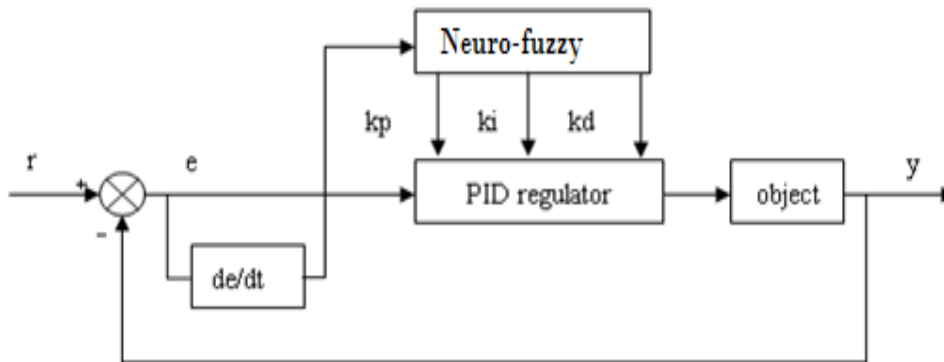 Neuro-fuzzy
kp ki kd
r e y
+
PID regulator
object
-
de/dt